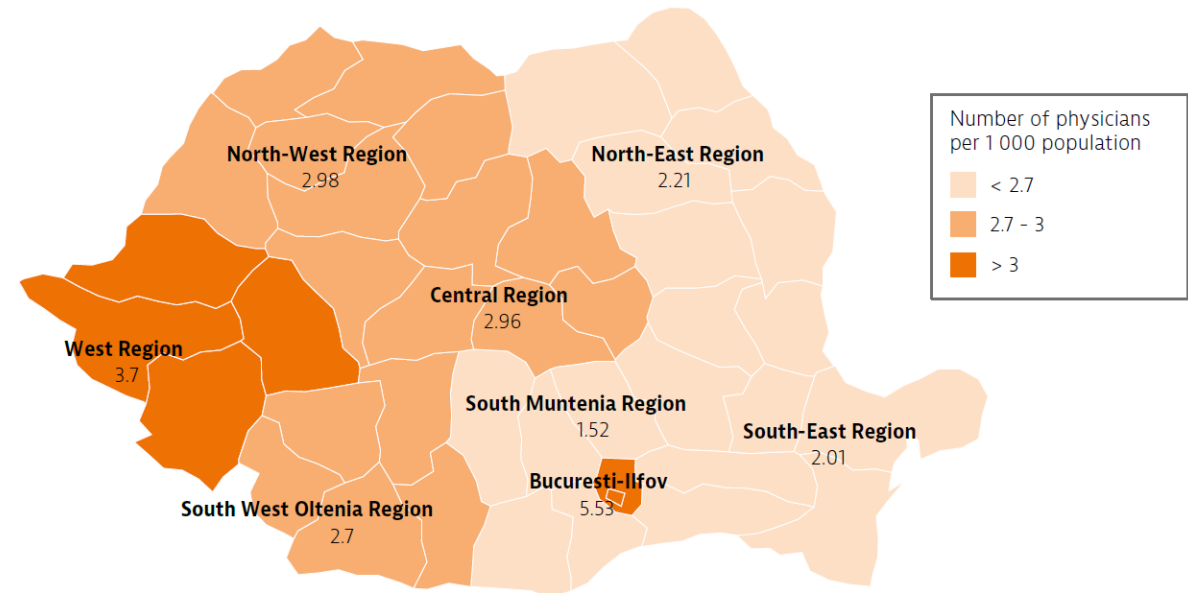 Number of physicians
per 1 000 population
< 2.7
2.7 - 3
> 3
North-West Region
2.98
North-East Region
2.21
Central Region
2.96
West Region
3.7
South Muntenia Region
1.52
South-East Region
2.01
Bucuresti-Ilfov
5.53
South West Oltenia Region
2.7